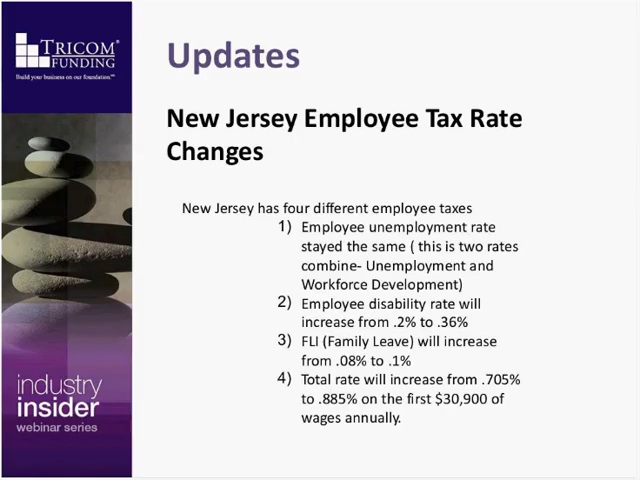 TRICOM®
FUNDING
Build your business on our foundation.℠
Updates
New Jersey Employee Tax Rate
Changes
New Jersey has four different employee taxes
1) Employee unemployment rate
stayed the same ( this is two rates
combine- Unemployment and
Workforce Development)
2) Employee disability rate will
increase from .2% to .36%
3) FLI (Family Leave) will increase
from .08% to .1%
4) Total rate will increase from .705%
to .885% on the first $30,900 of
wages annually.
industry
insider
webinar series